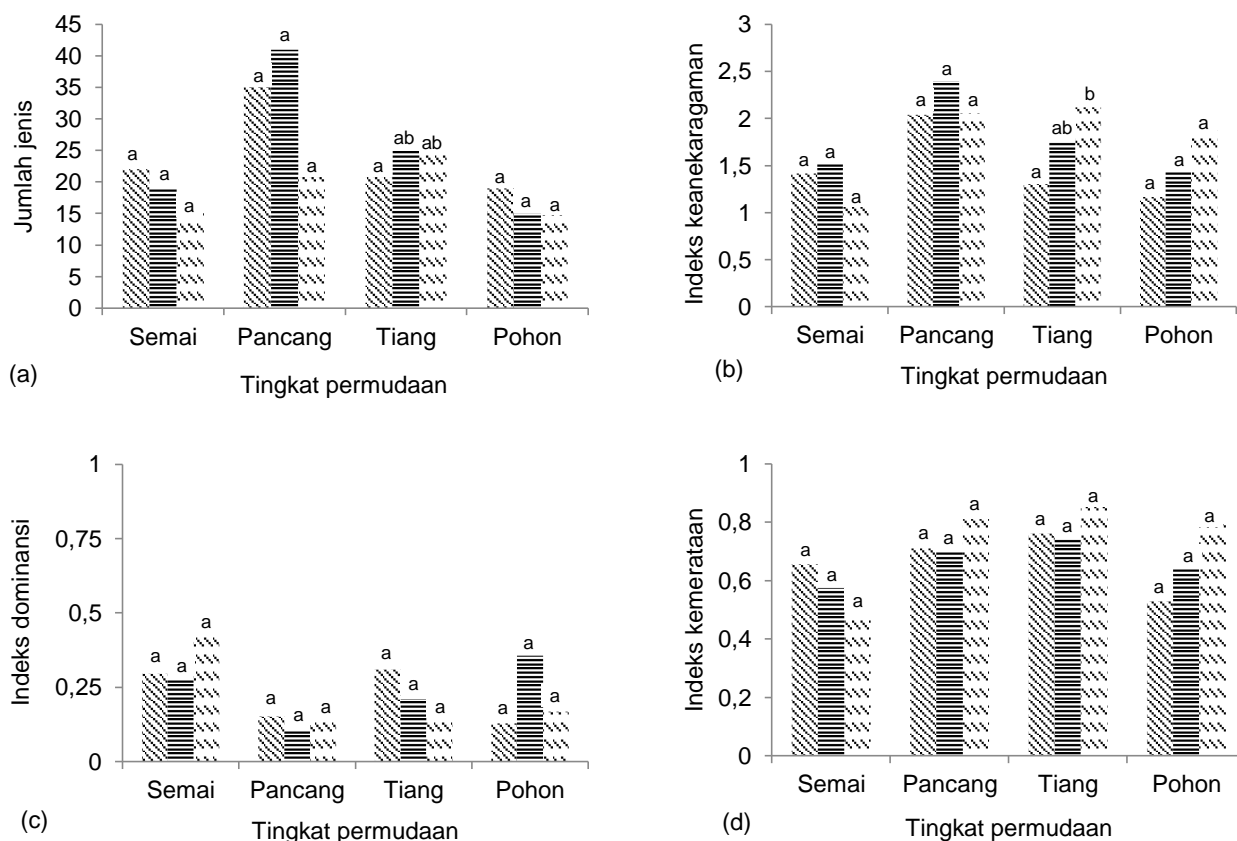 45
40
35
30
25
20
15
10
5
0
Jumlah jenis
a a a
a a a
a ab ab
a a a
Semai Pancang Tiang Pohon
Tingkat permudaan
(a)
3
2,5
2
1,5
1
0,5
0
Indeks keanekaragaman
a a a
a a a
a ab b
a a a
Semai Pancang Tiang Pohon
Tingkat permudaan
(b)
1
0,75
0,5
0,25
0
Indeks dominansi
a a a
a a a
a a a
a a a
Semai Pancang Tiang Pohon
Tingkat permudaan
(c)
1
0,8
0,6
0,4
0,2
0
Indeks kemerataan
a a a
a a a
a a a
a a a
Semai Pancang Tiang Pohon
Tingkat permudaan
(d)